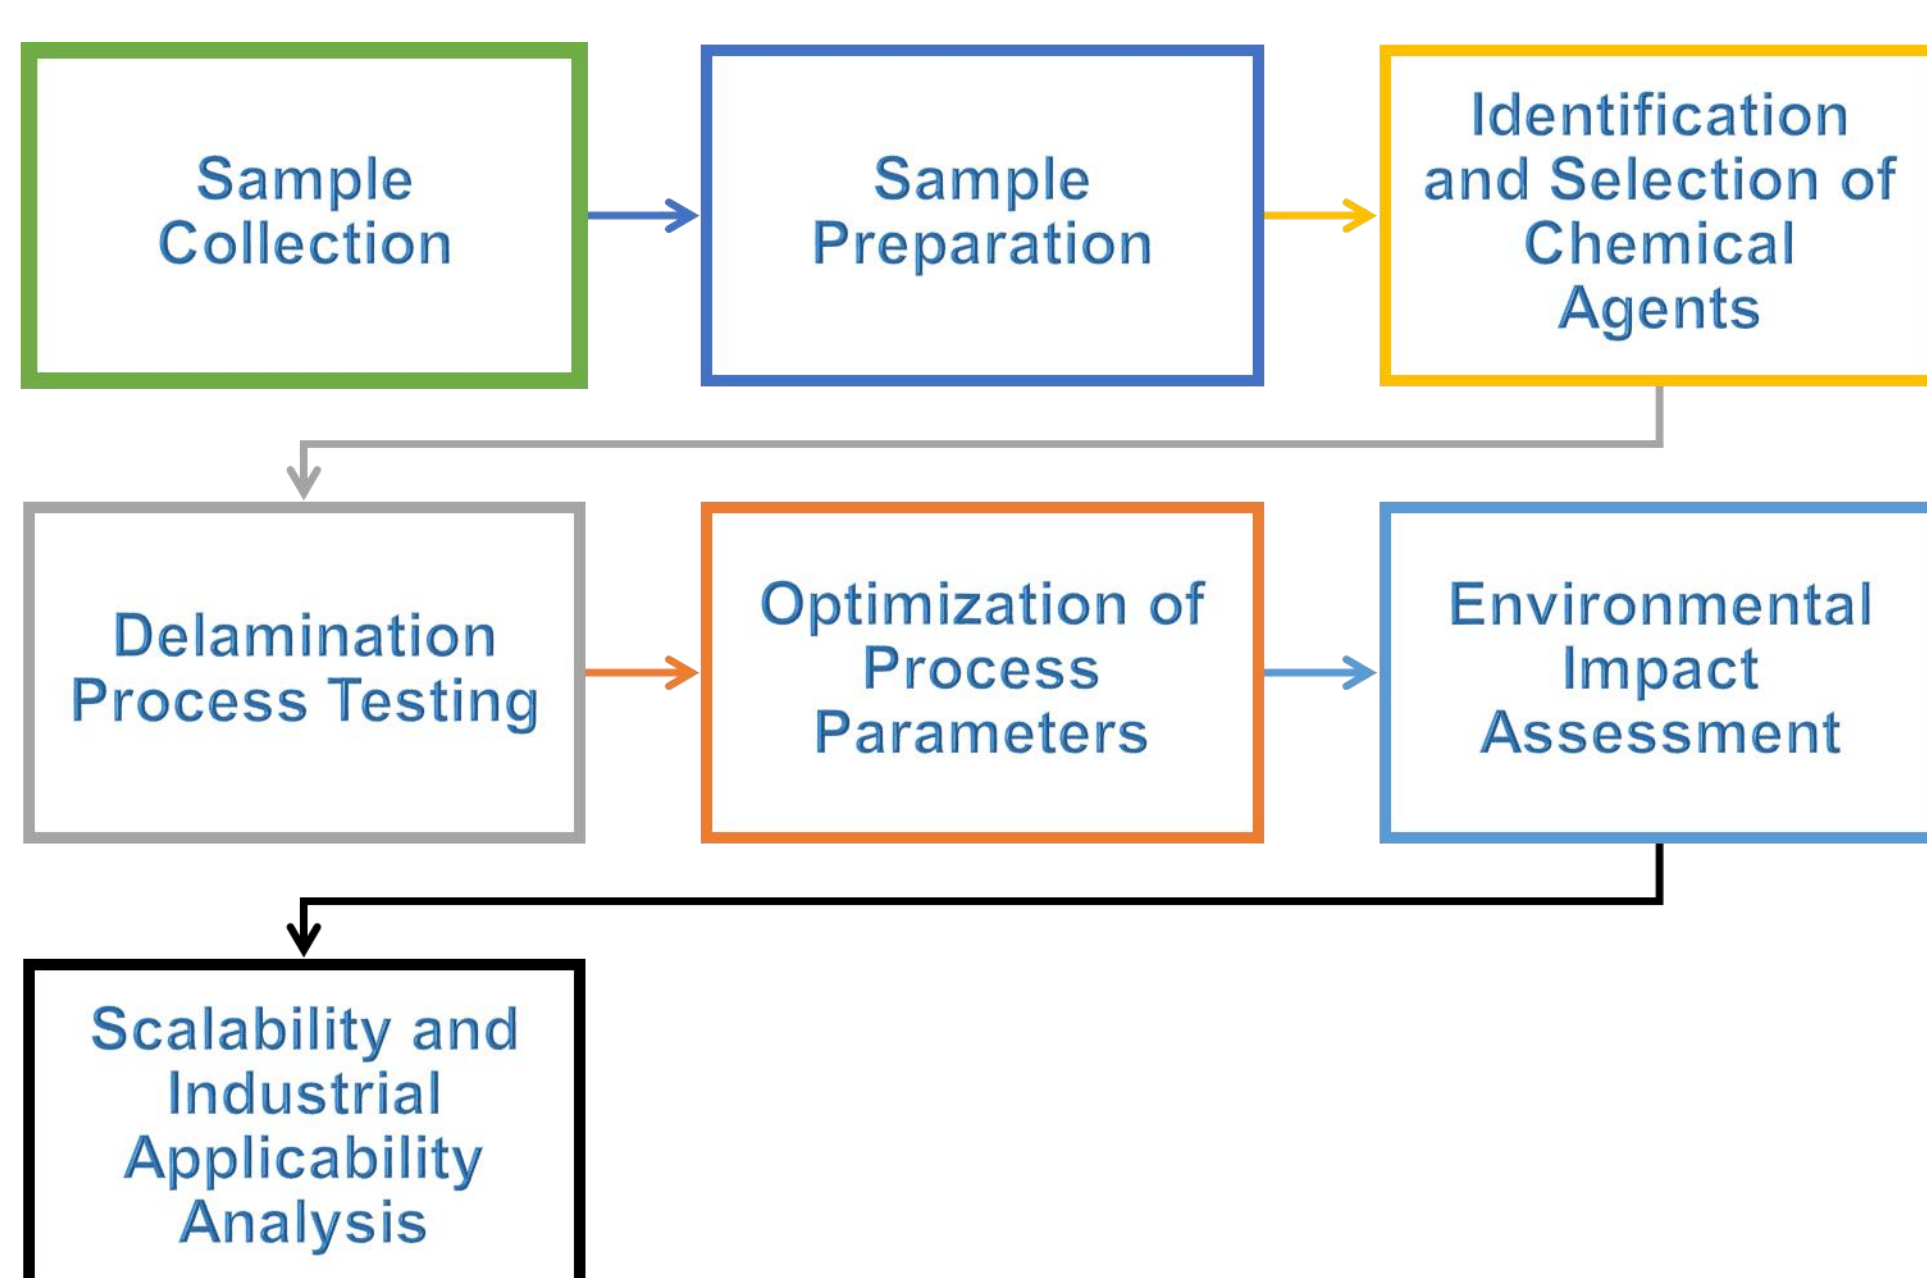 Sample
Collection
Sample
Preparation
Identification
and Selection of
Chemical
Agents
Delamination
Process Testing
Optimization of
Process
Parameters
Environmental
Impact
Assessment
Scalability and
Industrial
Applicability
Analysis